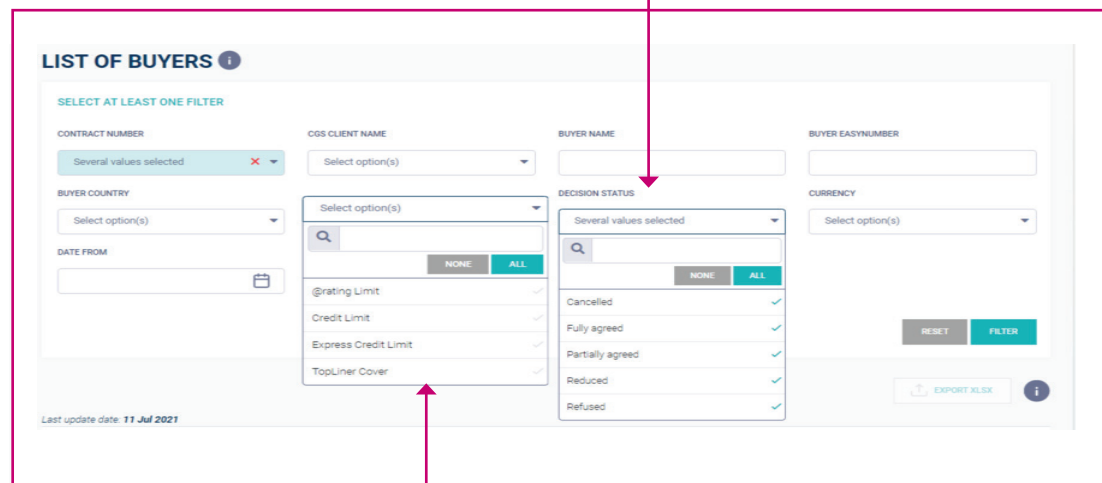 LIST OF BUYERS i
SELECT AT LEAST ONE FILTER
CONTRACT NUMBER
CGS CLIENT NAME
BUYER NAME
BUYER EASYNUMBER
Several values selected
Select option(s)
BUYER COUNTRY
DECISION STATUS
CURRENCY
Select option(s)
Select option(s)
Several values selected
Select option(s)
DATE FROM
NONE ALL
@rating Limit
Credit Limit
Express Credit Limit
TopLiner Cover
NONE ALL
Cancelled
Fully agreed
Partially agreed
Reduced
Refused
RESET FILTER
EXPORT XLSX i
Last update date: 11 Jul 2021